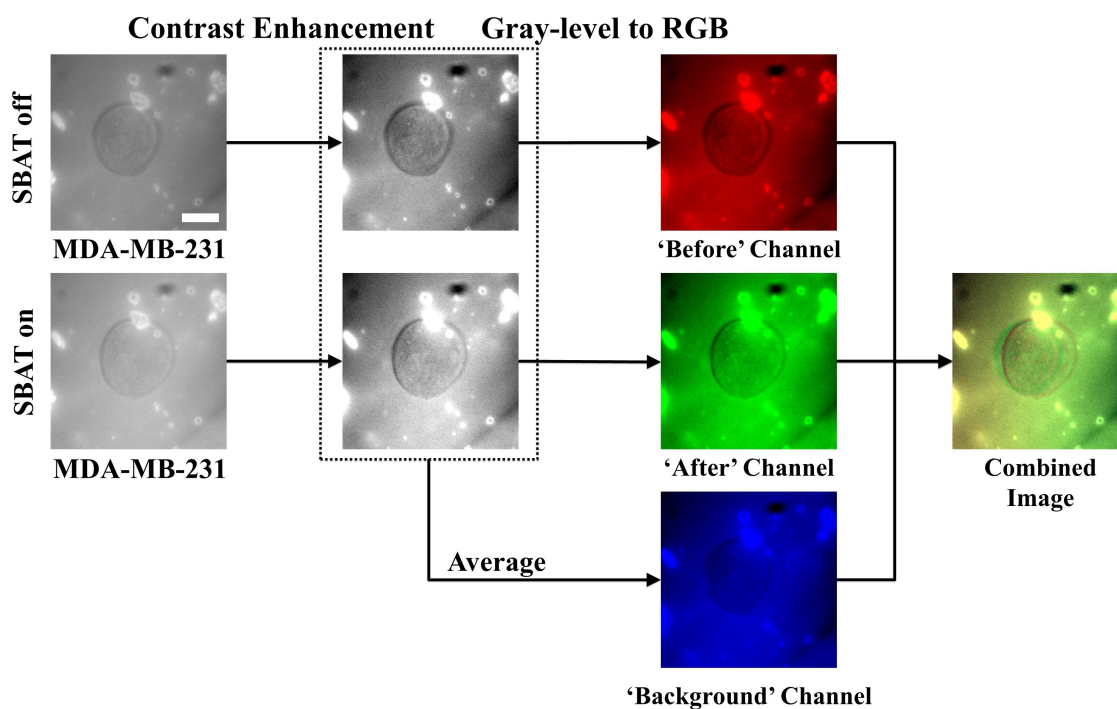 Contrast Enhancement
Gray-level to RGB
SBAT off
MDA-MB-231
‘Before’ Channel
SBAT on
MDA-MB-231
‘After’ Channel
Combined
Image
Average
‘Background’ Channel